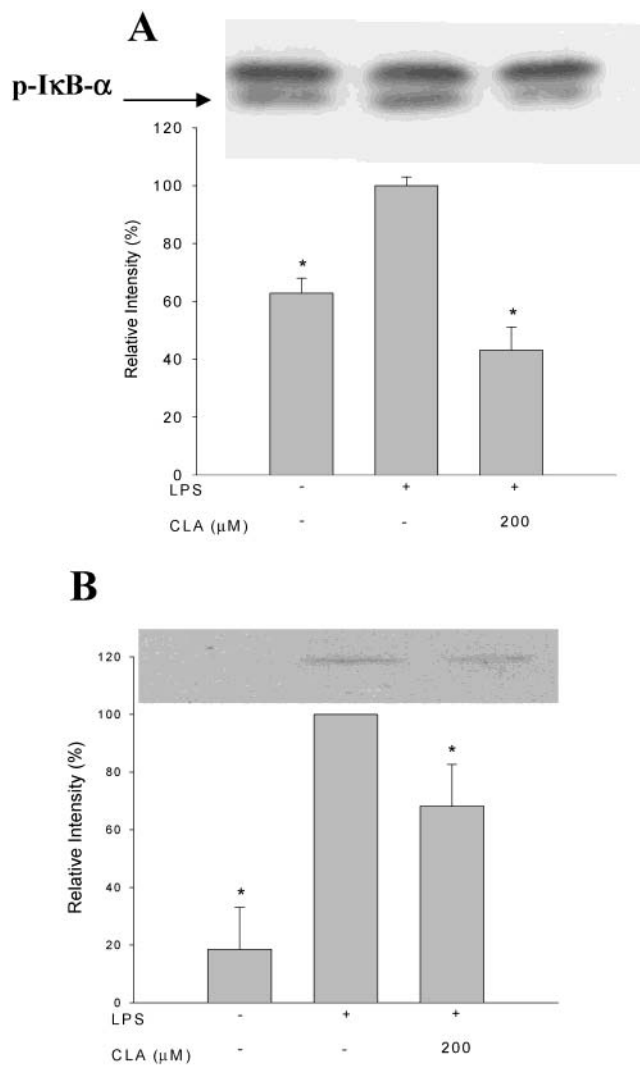 A
p-IκB-α
120
100
80
60
40
20
0
Relative Intensity (%)
*
*
LPS - + +
CLA (μM) - - 200
B
120
100
80
60
40
20
0
Relative Intensity (%)
*
*
LPS - + +
CLA (μM) - - 200